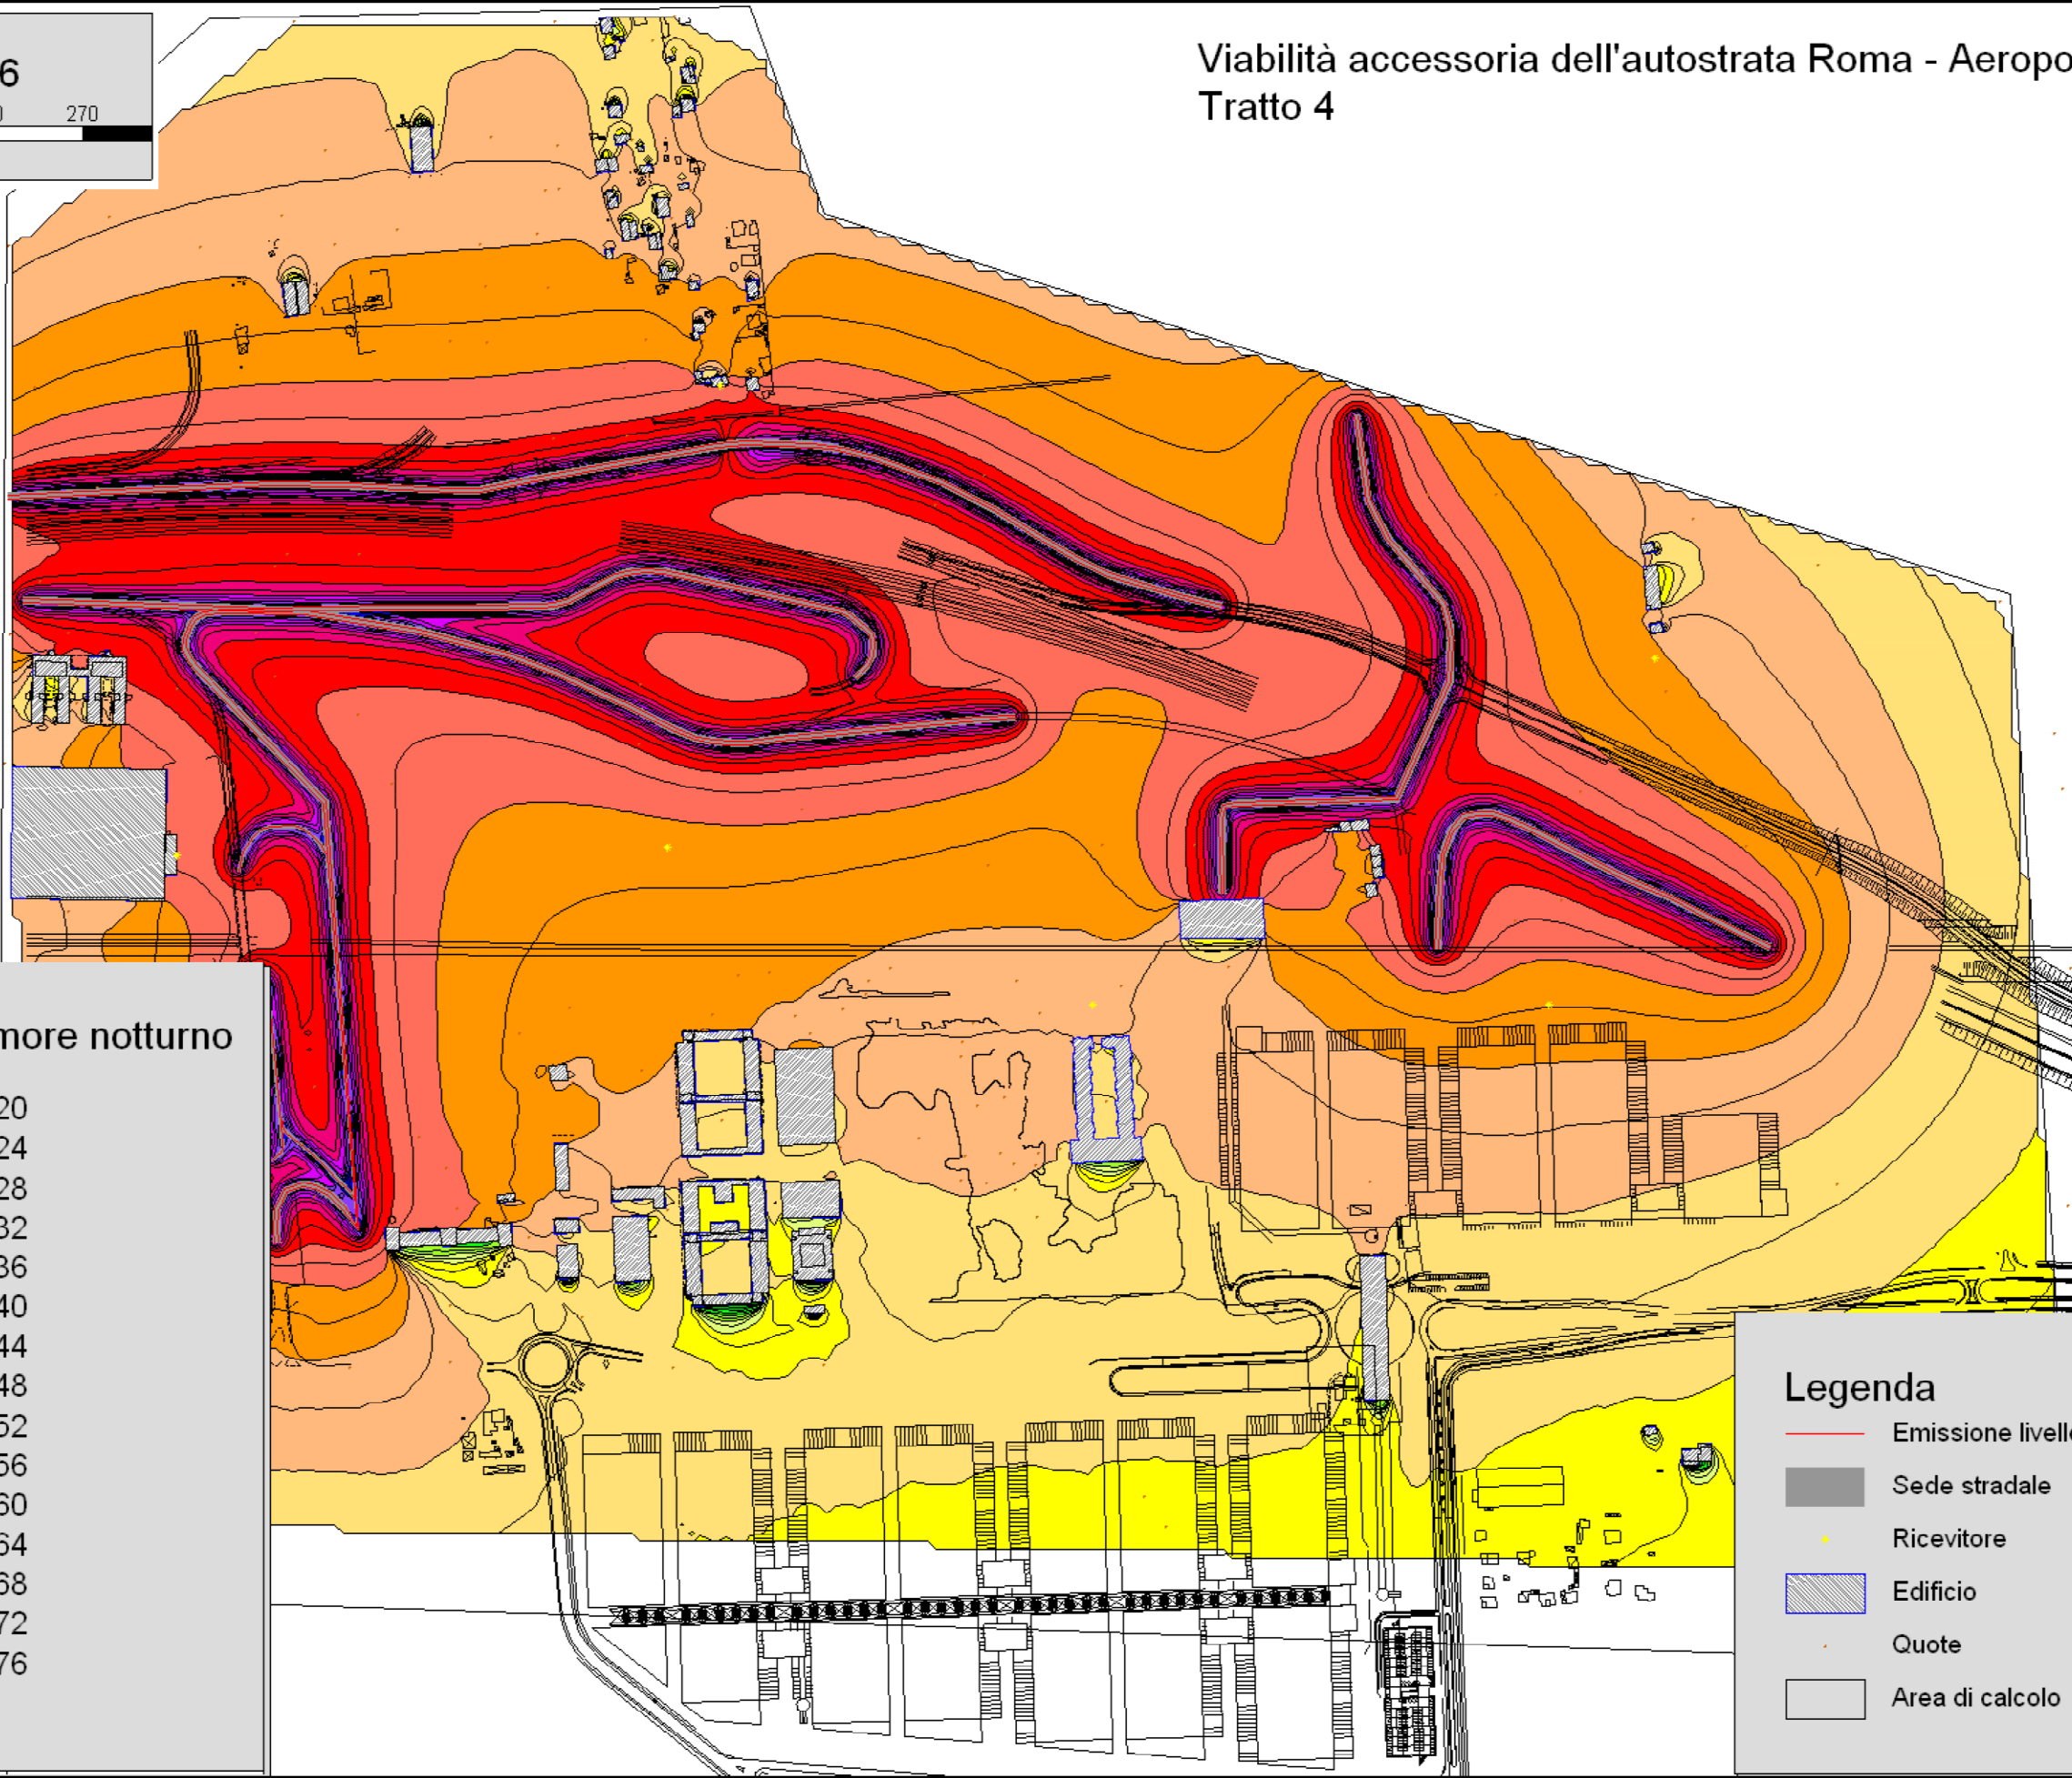 6
270
Viabilità accessoria dell'autostrata Roma - Aeropo
Tratto 4
more notturno
20
24
28
32
36
40
44
48
52
56
60
64
68
72
76
Legenda
Emissione livell
Sede stradale
Ricevitore
Edificio
Quote
Area di calcolo